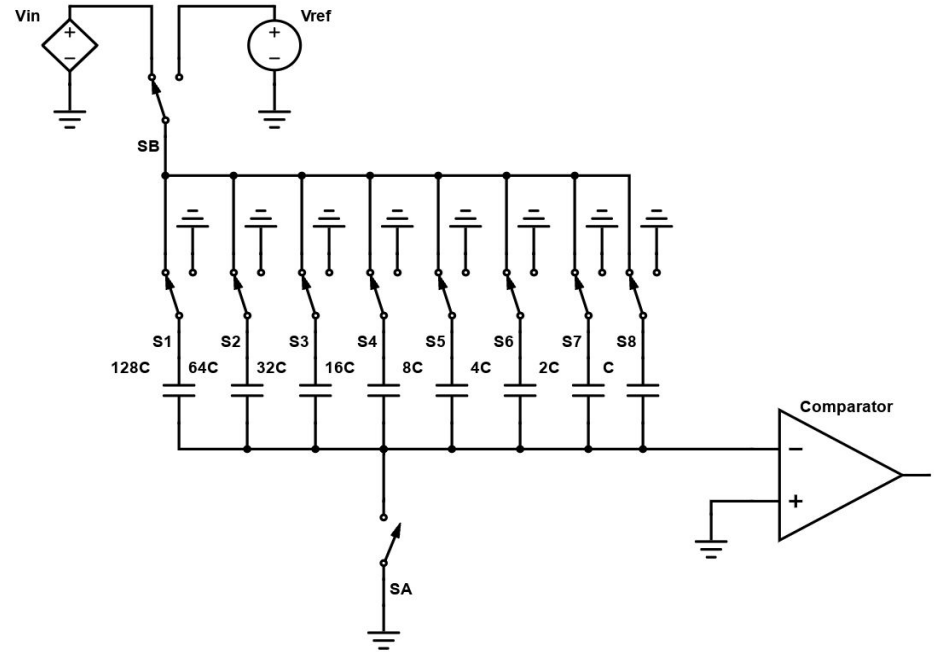 Vin
Vref
SB
S1 S2 S3 S4 S5 S6 S7 S8
128C 64C 32C 16C 8C 4C 2C C
Comparator
SA